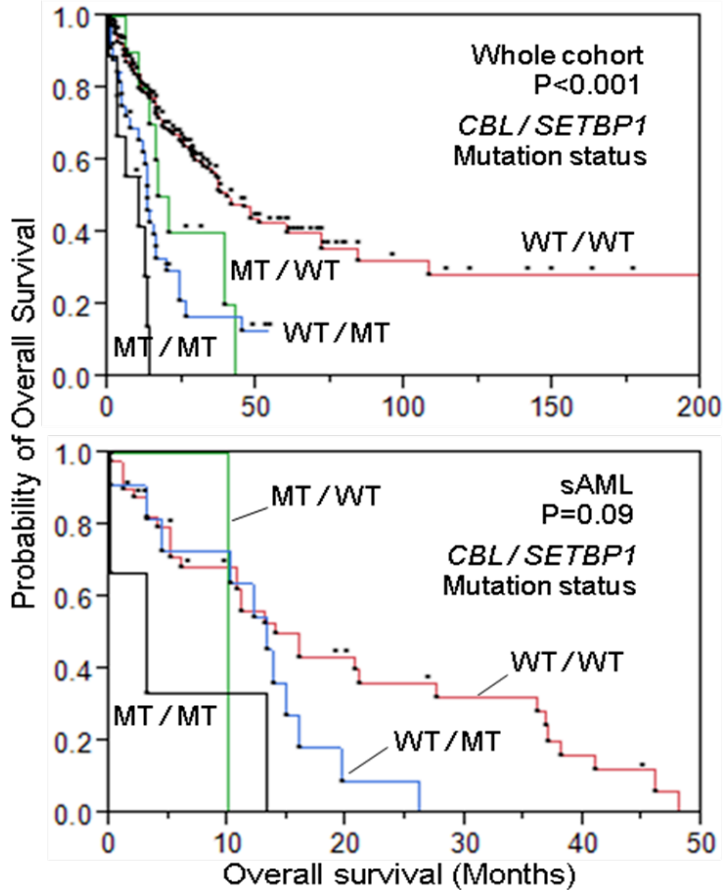 Probability of Overall Survival
1.0
0.8
0.6
0.4
0.2
0.0
Whole cohort
P<0.001
CBL / SETBP1
Mutation status
WT / WT
MT / WT
WT / MT
MT / MT
0
50
100
150
200
1.0
0.8
0.6
0.4
0.2
0.0
MT / WT
sAML
P=0.09
CBL / SETBP1
Mutation status
WT / WT
MT / MT
WT / MT
0
10
20
30
40
50
Overall survival (Months)